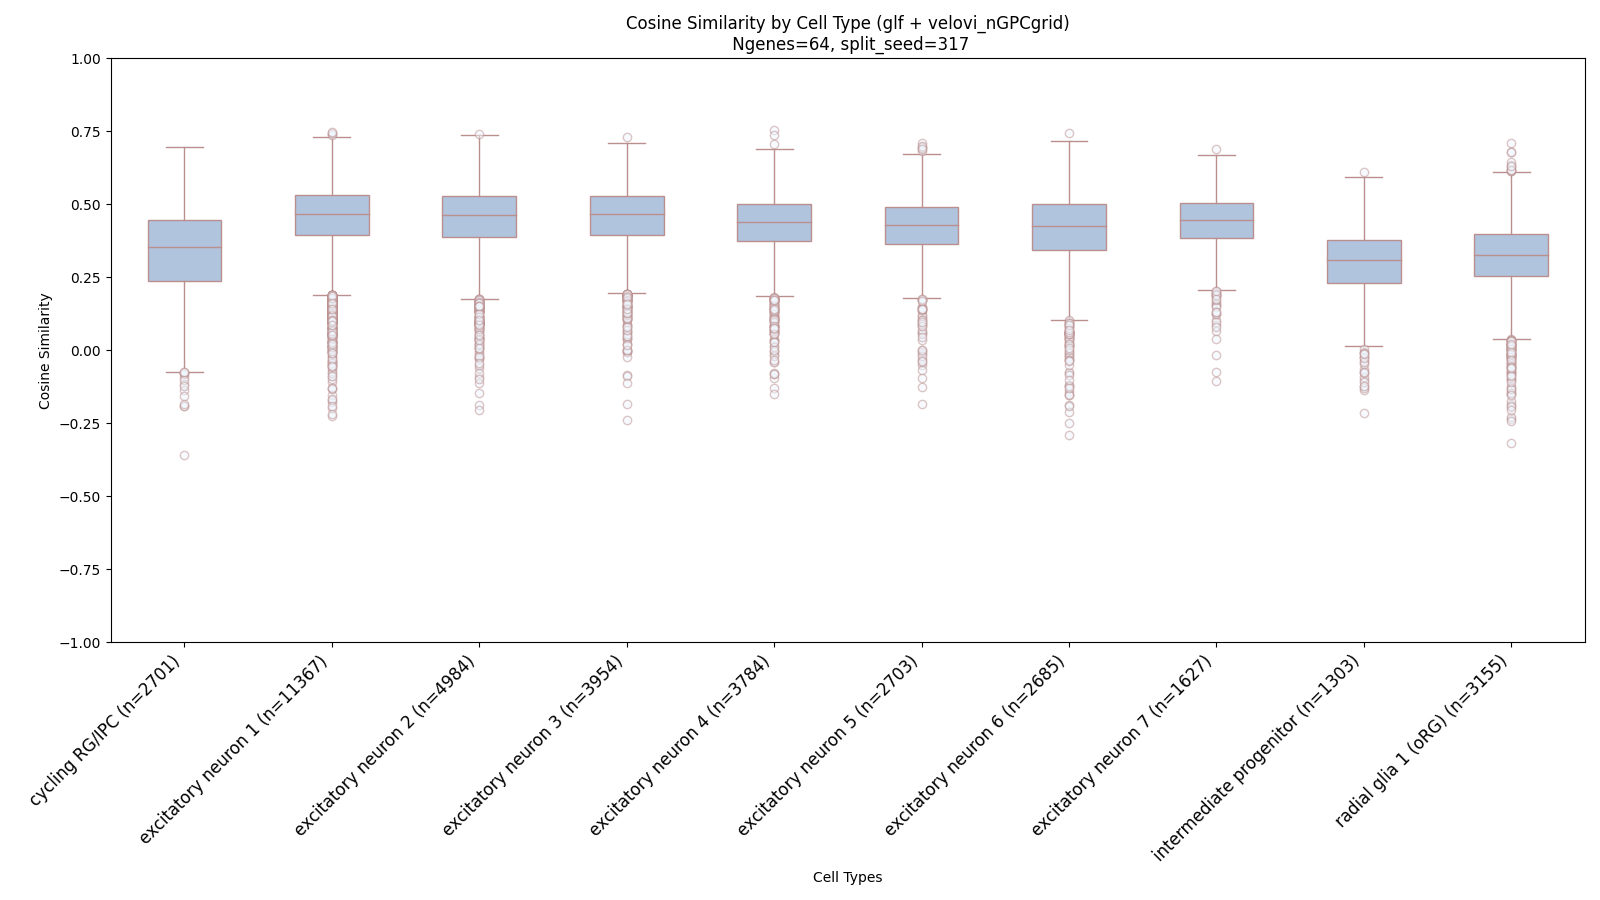 Cosine Similarity by Cell Type (glf + velovi_nGPCgrid)
Ngenes=64, split_seed=317
Cosine Similarity
1.00
0.75
0.50
0.25
0.00
−0.25
−0.50
−0.75
−1.00
cycling RG/IPC (n=2701)
excitatory neuron 1 (n=11367)
excitatory neuron 2 (n=4984)
excitatory neuron 3 (n=3954)
excitatory neuron 4 (n=3784)
excitatory neuron 5 (n=2703)
excitatory neuron 6 (n=2685)
excitatory neuron 7 (n=1627)
intermediate progenitor (n=1303)
radial glia 1 (oRG) (n=3155)
Cell Types